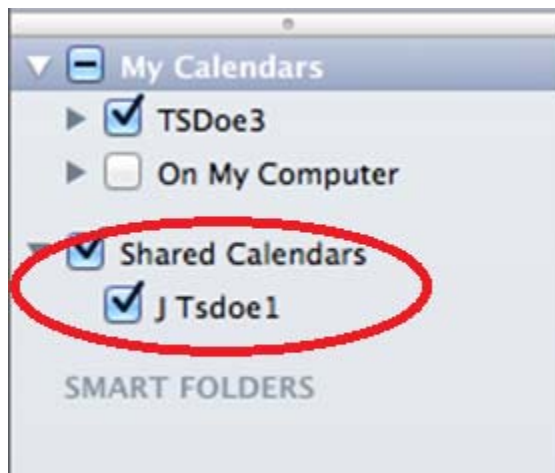 My Calendars
TSDoe3
On My Computer
Shared Calendars
J Tsdoe1
SMART FOLDERS